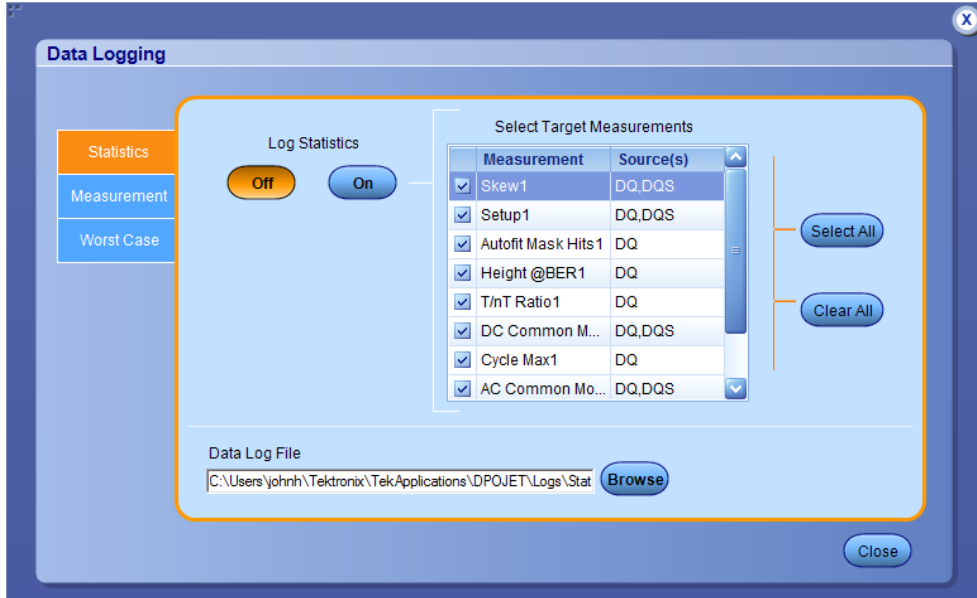 X
Data Logging
Statistics
Measurement
Worst Case
Log Statistics
Off On
Select Target Measurements
Measurement Source(s)
Skew1 DQ,DQS
Setup1 DQ,DQS
Autofit Mask Hits1 DQ
Height @BER1 DQ
T/nT Ratio1 DQ
DC Common M... DQ,DQS
Cycle Max1 DQ
AC Common Mo... DQ,DQS
Select All
Clear All
Data Log File
C:\Users\johnh\Tektronix\TekApplications\DPOJET\Logs\Stat
Browse
Close